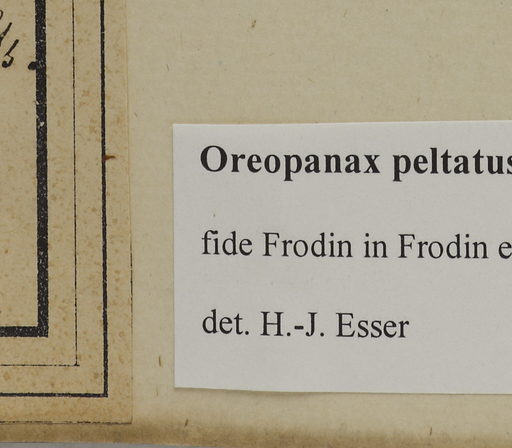 Oreopanax peltatus
fide Frodin in Frodin e
det. H.-J. Esser